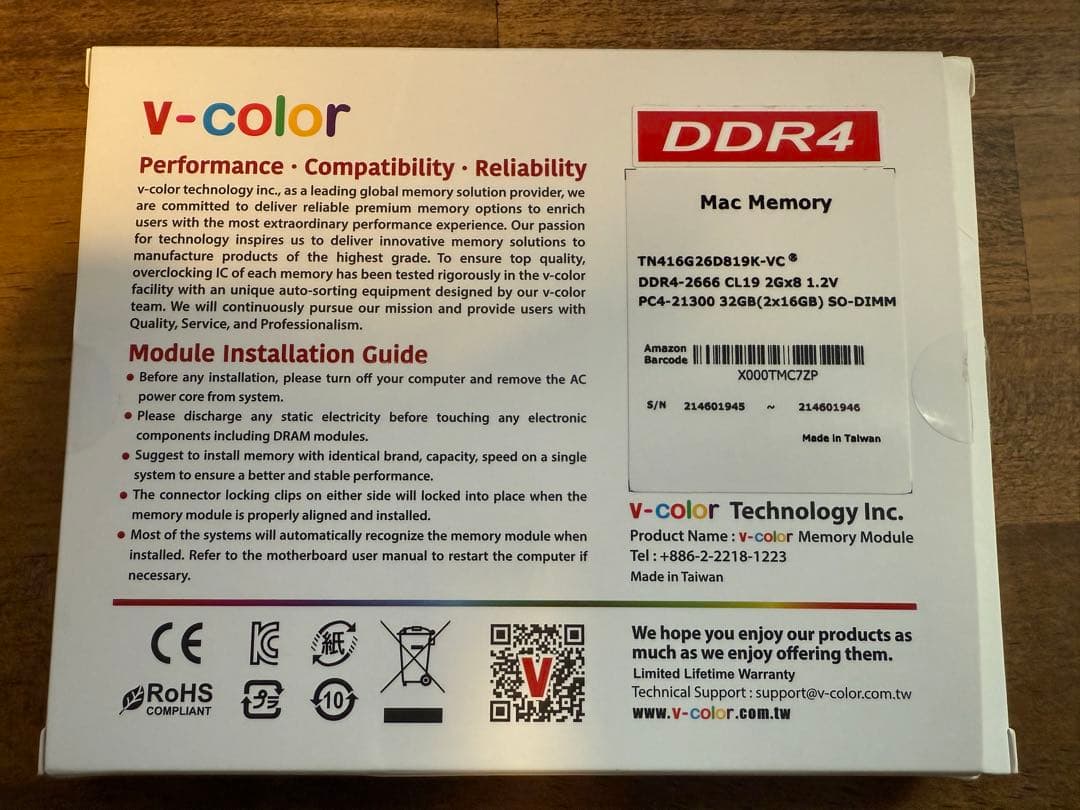 v-color
Performance · Compatibility · Reliability
v-color technology inc., as a leading global memory solution provider, we
are committed to deliver reliable premium memory options to enrich
users with the most extraordinary performance experience. Our passion
for technology inspires us to deliver innovative memory solutions to
manufacture products of the highest grade. To ensure top quality,
overclocking IC of each memory has been tested rigorously in the v-color
facility with an unique auto-sorting equipment designed by our v-color
team. We will continuously pursue our mission and provide users with
Quality, Service, and Professionalism.
Module Installation Guide
• Before any installation, please turn off your computer and remove the AC
power core from system.
• Please discharge any static electricity before touching any electronic
components including DRAM modules.
• Suggest to install memory with identical brand, capacity, speed on a single
system to ensure a better and stable performance.
• The connector locking clips on either side will locked into place when the
memory module is properly aligned and installed.
• Most of the systems will automatically recognize the memory module when
installed. Refer to the motherboard user manual to restart the computer if
necessary.
DDR4
Mac Memory
TN416G26D819K-VC
DDR4-2666 CL19 2Gx8 1.2V
PC4-21300 32GB(2x16GB) SO-DIMM
Amazon
Barcode
X000TMC7ZP
S/N 214601945 ~ 214601946
Made in Taiwan
v-color Technology Inc.
Product Name : v-color Memory Module
Tel : +886-2-2218-1223
Made in Taiwan
CE
紙
RoHS
COMPLIANT
プラ
10
V
We hope you enjoy our products as
much as we enjoy offering them.
Limited Lifetime Warranty
Technical Support : support@v-color.com.tw
www.v-color.com.tw